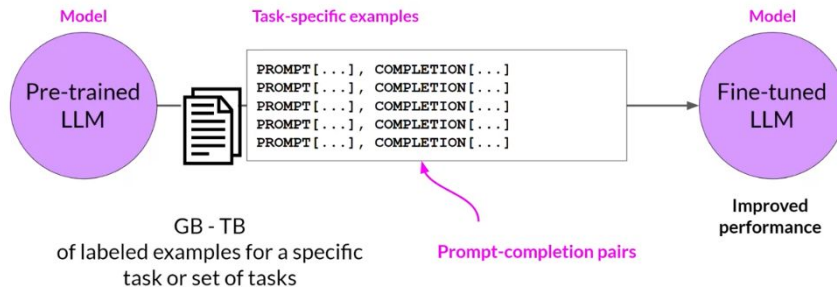 Model
Task-specific examples
Model
Pre-trained
LLM
PROMPT[...], COMPLETION[...]
PROMPT[...], COMPLETION[...]
PROMPT[...], COMPLETION[...]
PROMPT[...], COMPLETION[...]
PROMPT[...], COMPLETION[...]
Fine-tuned
LLM
GB - TB
of labeled examples for a specific
task or set of tasks
Prompt-completion pairs
Improved
performance